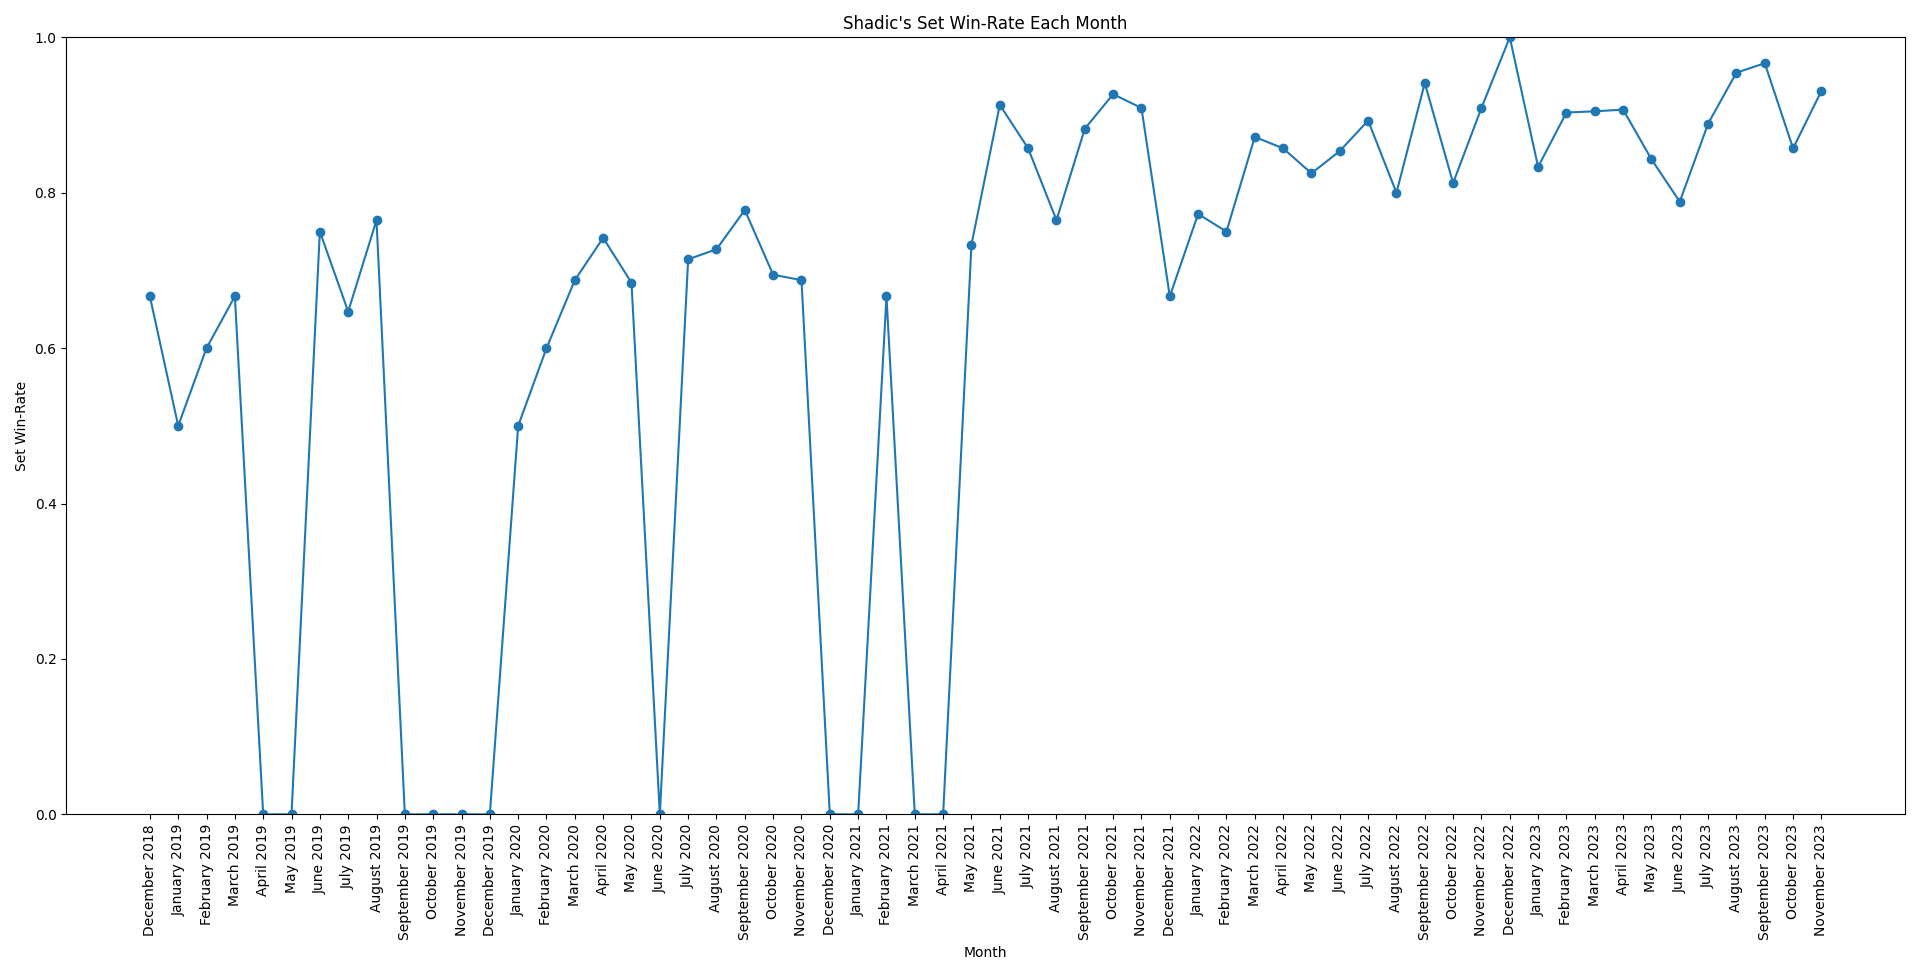 Shadic's Set Win-Rate Each Month
1.0
0.8
0.6
0.4
0.2
0.0
Set Win-Rate
December 2018
January 2019
February 2019
March 2019
April 2019
May 2019
June 2019
July 2019
August 2019
September 2019
October 2019
November 2019
December 2019
January 2020
February 2020
March 2020
April 2020
May 2020
June 2020
July 2020
August 2020
September 2020
October 2020
November 2020
December 2020
January 2021
February 2021
March 2021
April 2021
May 2021
June 2021
July 2021
August 2021
September 2021
October 2021
November 2021
December 2021
January 2022
February 2022
March 2022
April 2022
May 2022
June 2022
July 2022
August 2022
September 2022
October 2022
November 2022
December 2022
January 2023
February 2023
March 2023
April 2023
May 2023
June 2023
July 2023
August 2023
September 2023
October 2023
November 2023
Month